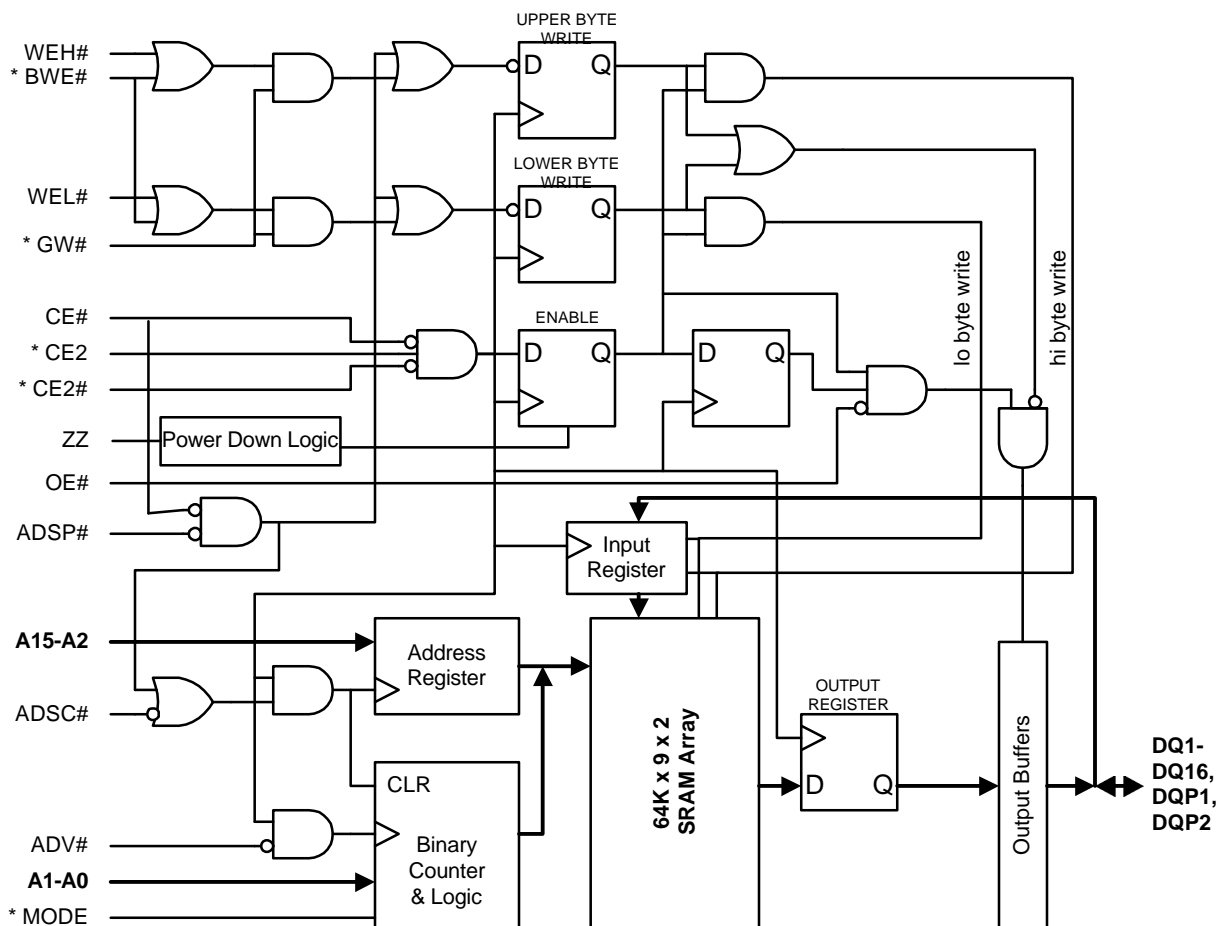 UPPER BYTE
WRITE
WEH#
* BWE#
D
Q
LOWER BYTE
WRITE
WEL#
D
Q
* GW#
lo byte write
hi byte write
CE#
ENABLE
* CE2
D
Q
D
Q
* CE2#
ZZ
Power Down Logic
OE#
ADSP#
Input
Register
A15-A2
Address
Register
ADSC#
OUTPUT
REGISTER
64K x 9 x 2
SRAM Array
CLR
D
Q
Output Buffers
DQ1-
DQ16,
DQP1,
DQP2
ADV#
Binary
Counter
& Logic
A1-A0
* MODE